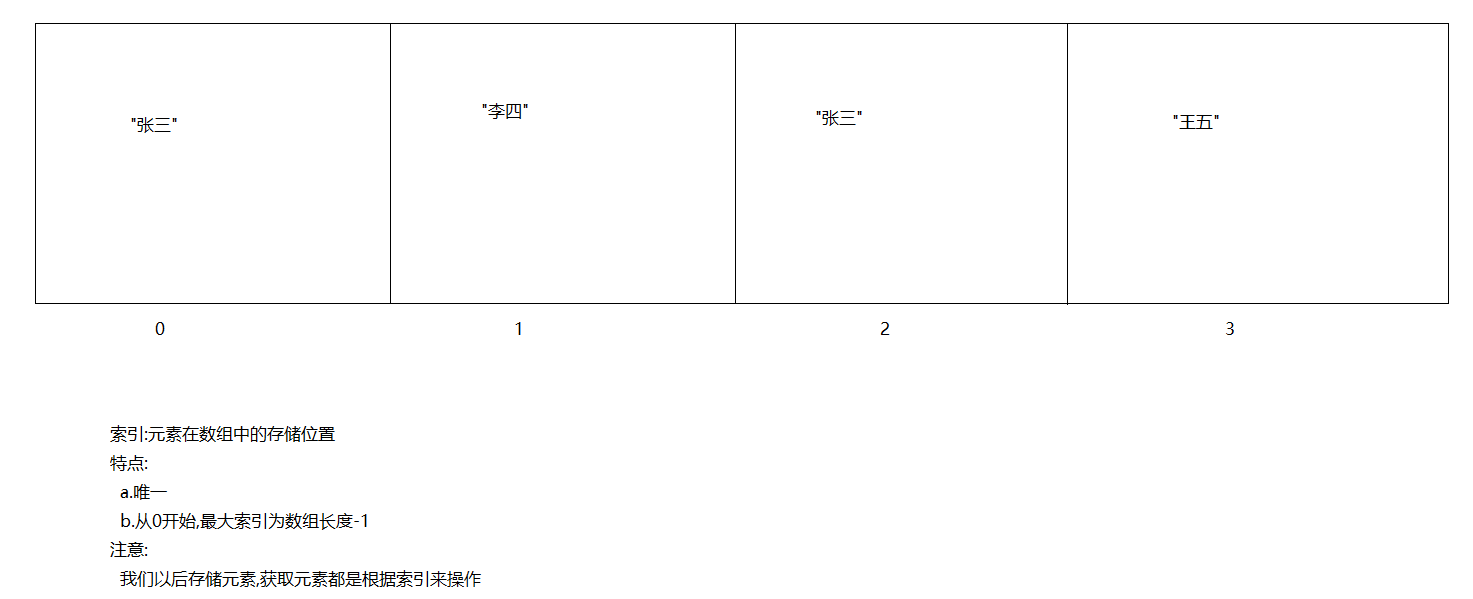 "张三" "李四" "张三" "王五"
0 1 2 3
索引:元素在数组中的存储位置
特点:
a.唯一
b.从0开始,最大索引为数组长度-1
注意:
我们以后存储元素,获取元素都是根据索引来操作